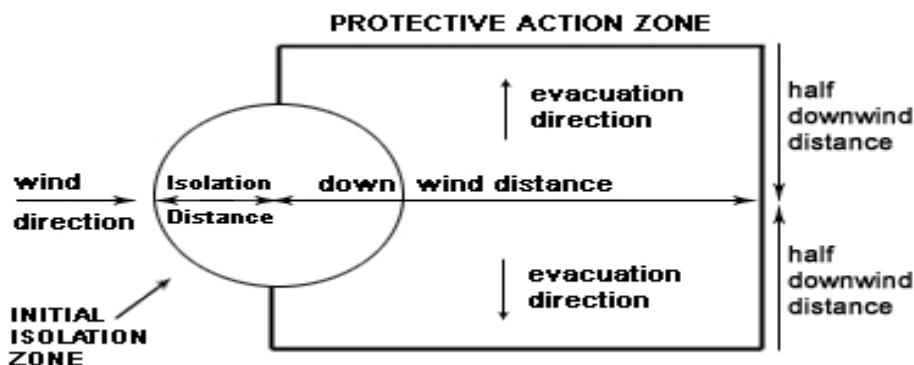 PROTECTIVE ACTION ZONE
evacuation
direction
half
downwind
distance
wind
direction
Isolation
Distance
down wind distance
evacuation
direction
half
downwind
distance
INITIAL
ISOLATION
ZONE